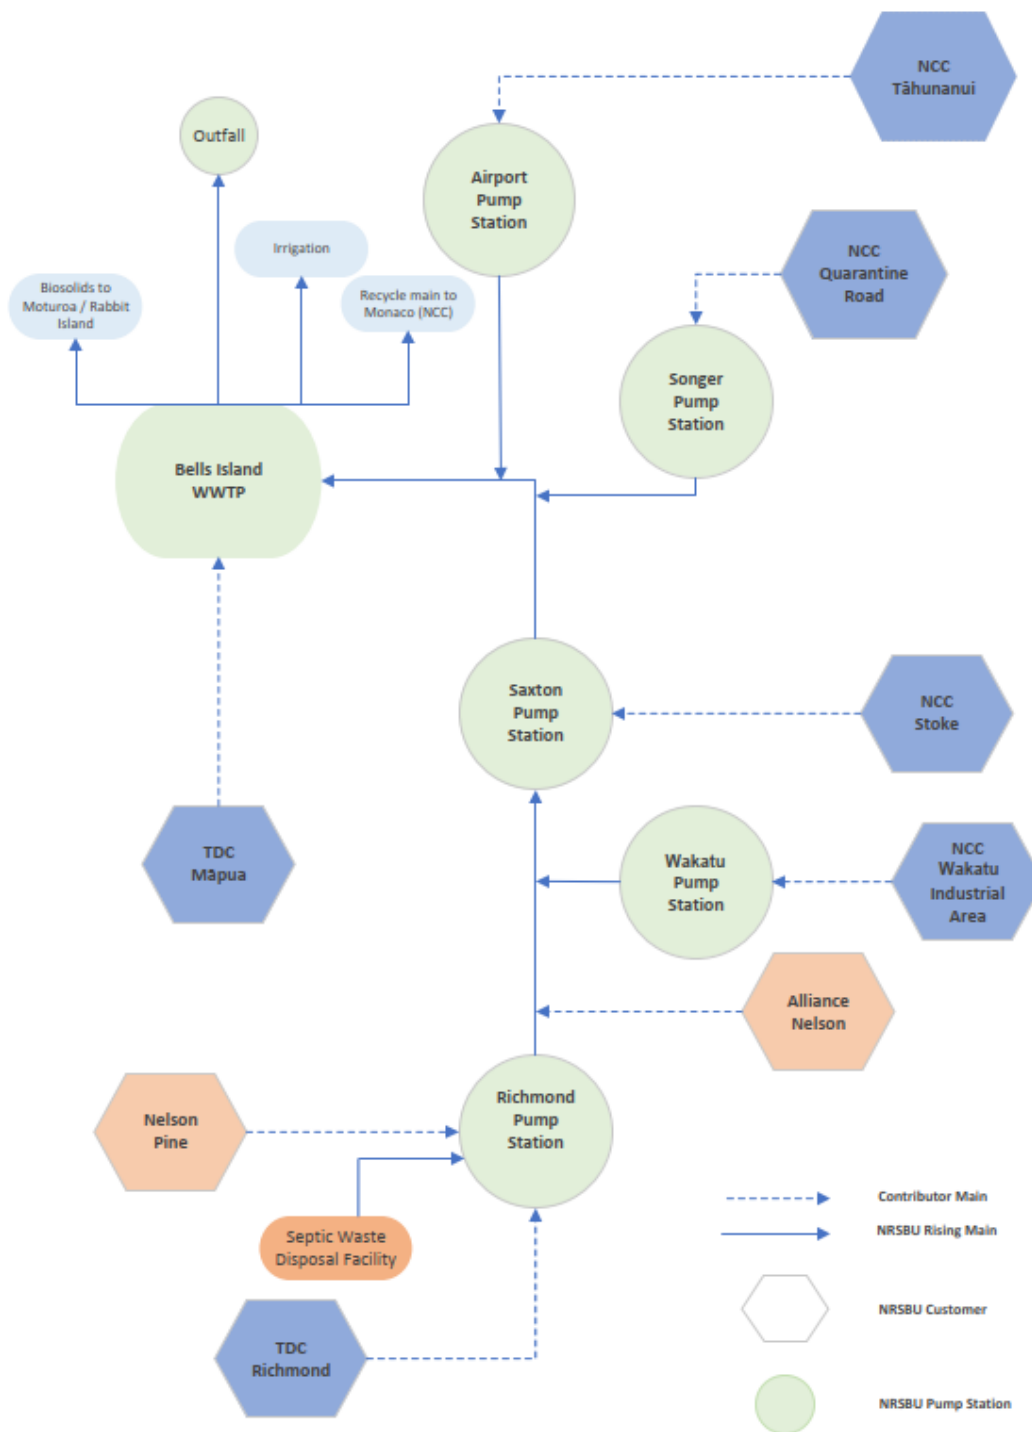 NCC
Tāhunanui
Outfall
Airport
Pump
Station
Irrigation
NCC
Quarantine
Road
Biosolids to
Moturoa / Rabbit
Island
Recycle main to
Monaco (NCC)
Songer
Pump
Station
Bells Island
WWTP
Saxton
Pump
Station
NCC
Stoke
TDC
Māpua
Wakatu
Pump
Station
NCC
Wakatu
Industrial
Area
Alliance
Nelson
Richmond
Pump
Station
Nelson
Pine
Septic Waste
Disposal Facility
TDC
Richmond
Contributor Main
NRSBU Rising Main
NRSBU Customer
NRSBU Pump Station